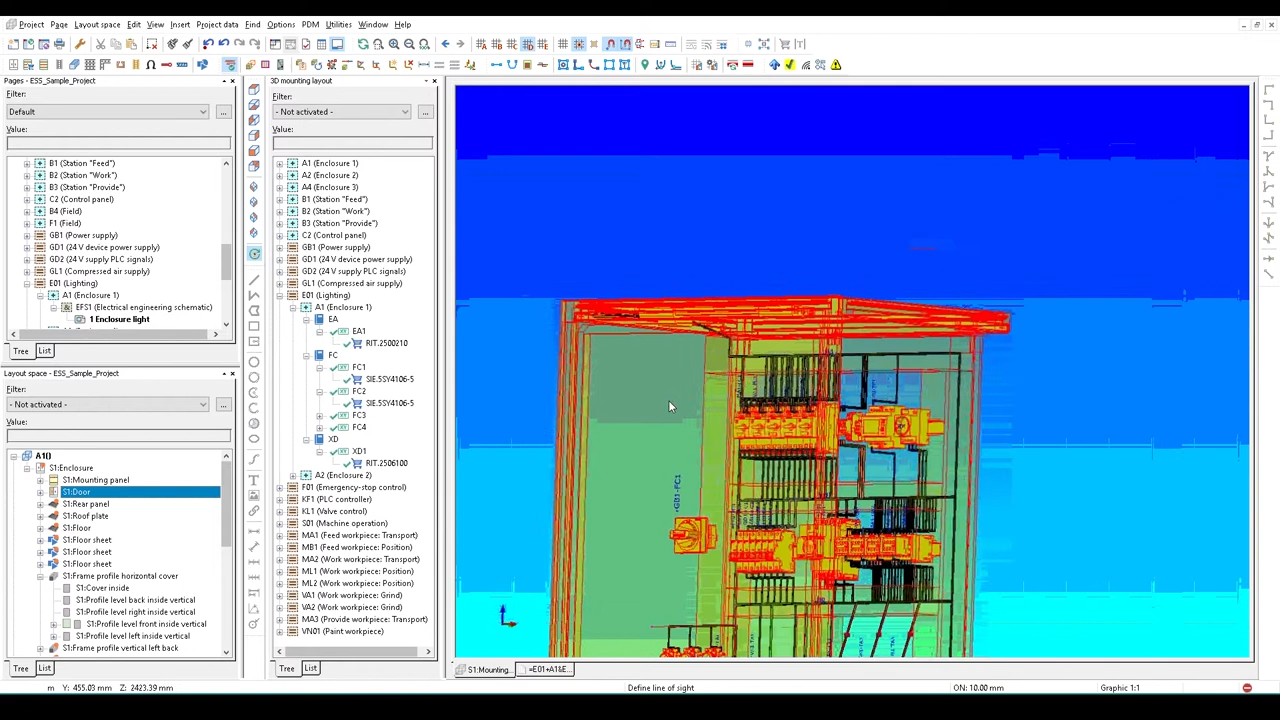 Project Page Layout space Edit View Insert Project data Find Options PDM Utilities Window Help
Pages - ESS_Sample_Project
Filter:
Default
...
Value:
B1 (Station "Feed")
B2 (Station "Work")
B3 (Station "Provide")
C2 (Control panel)
B4 (Field)
F1 (Field)
GB1 (Power supply)
GD1 (24 V device power supply)
GD2 (24 V supply PLC signals)
GL1 (Compressed air supply)
E01 (Lighting)
A1 (Enclosure 1)
EFS1 (Electrical engineering schematic)
1 Enclosure light
Tree List
Layout space - ESS_Sample_Project
Filter:
- Not activated -
...
Value:
A1()
S1:Enclosure
S1:Mounting panel
S1:Door
S1:Rear panel
S1:Roof plate
S1:Floor
S1:Floor sheet
S1:Floor sheet
S1:Floor sheet
S1:Frame profile horizontal cover
S1:Cover inside
S1:Profile level back inside vertical
S1:Profile level right inside vertical
S1:Profile level front inside vertical
S1:Profile level left inside vertical
S1:Frame profile vertical left back
Tree List
3D mounting layout
Filter:
- Not activated -
...
Value:
A1 (Enclosure 1)
A2 (Enclosure 2)
A4 (Enclosure 3)
B1 (Station "Feed")
B2 (Station "Work")
B3 (Station "Provide")
C2 (Control panel)
GB1 (Power supply)
GD1 (24 V device power supply)
GD2 (24 V supply PLC signals)
GL1 (Compressed air supply)
E01 (Lighting)
A1 (Enclosure 1)
EA
EA1
RIT.2500210
FC
FC1
SIE.5SY4106-5
FC2
SIE.5SY4106-5
FC3
FC4
XD
XD1
RIT.2506100
A2 (Enclosure 2)
F01 (Emergency-stop control)
KF1 (PLC controller)
KL1 (Valve control)
S01 (Machine operation)
MA1 (Feed workpiece: Transport)
MB1 (Feed workpiece: Position)
MA2 (Work workpiece: Transport)
ML1 (Work workpiece: Position)
ML2 (Work workpiece: Position)
VA1 (Work workpiece: Grind)
VA2 (Work workpiece: Grind)
MA3 (Provide workpiece: Transport)
VN01 (Paint workpiece)
Tree List
+GB1-FC1
S1:Mounting... =E01+A1&E...
m Y: 455.03 mm Z: 2423.39 mm Define line of sight ON: 10.00 mm Graphic 1:1